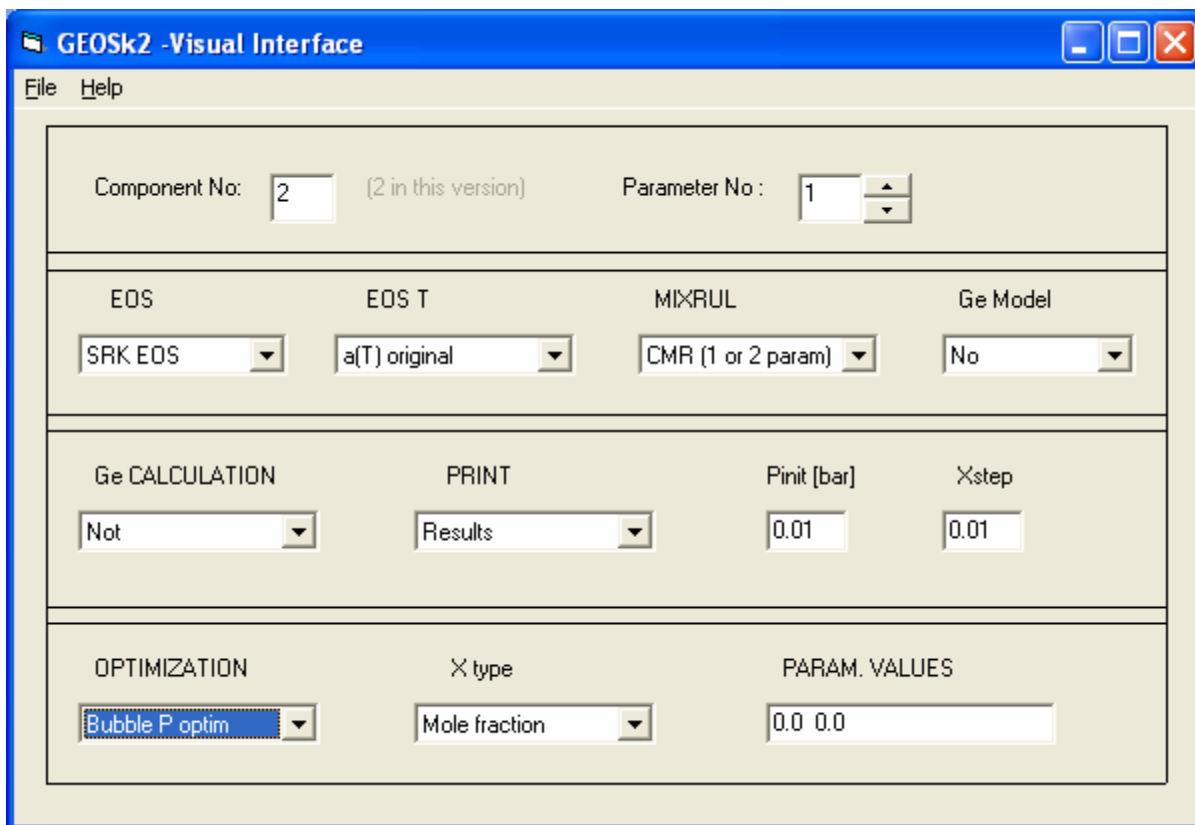 GEOSk2 -Visual Interface
File Help
Component No: 2 (2 in this version) Parameter No : 1
EOS EOS T MIXRUL Ge Model
SRK EOS a(T) original CMR (1 or 2 param) No
Ge CALCULATION PRINT Pinit [bar] Xstep
Not Results 0.01 0.01
OPTIMIZATION X type PARAM. VALUES
Bubble P optim Mole fraction 0.0 0.0